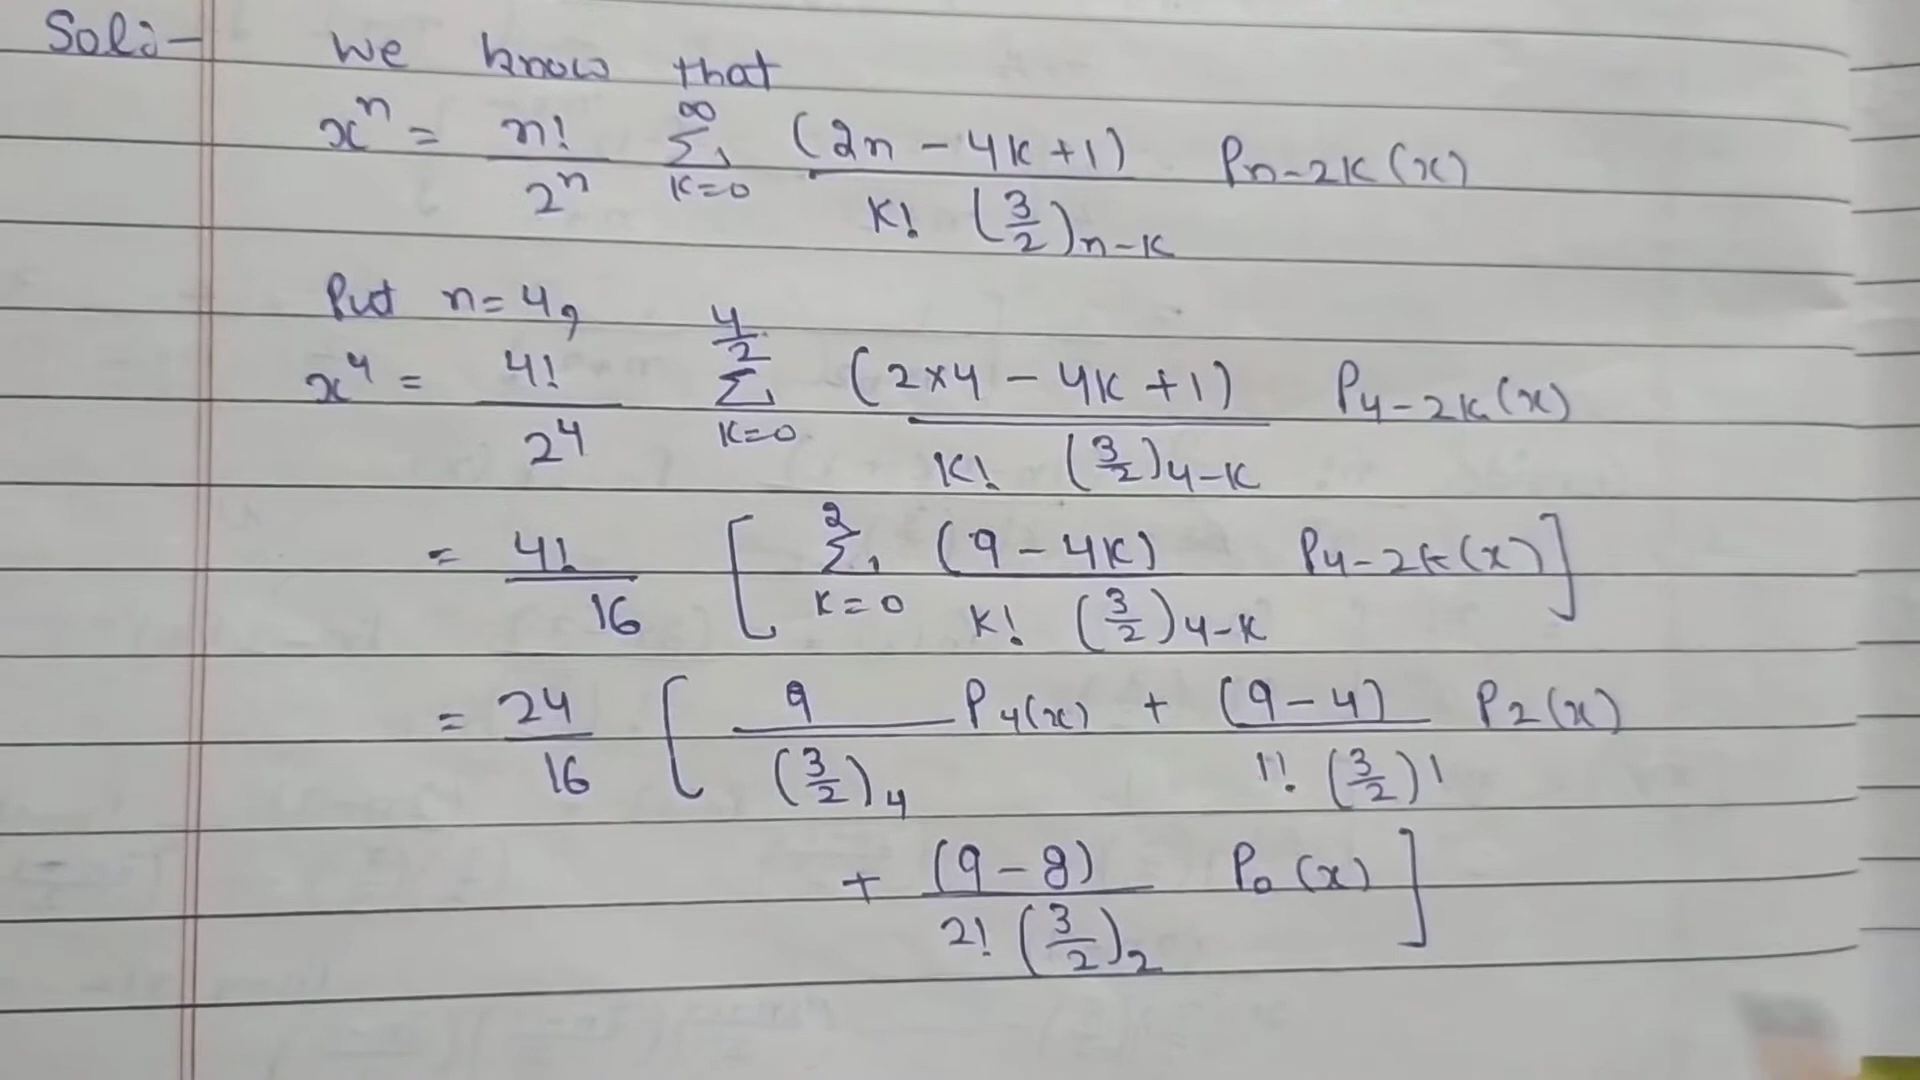 Sol:- We know that
x^n = n!/2^n Σ_{k=0}^{∞} (2n - 4k + 1)/(k! (3/2)_{n-k}) P_{n-2k}(x)
Put n = 4,
x^4 = 4!/2^4 Σ_{k=0}^{4/2} (2×4 - 4k + 1)/(k! (3/2)_{4-k}) P_{4-2k}(x)
= 4!/16 [ Σ_{k=0}^{2} (9 - 4k)/(k! (3/2)_{4-k}) P_{4-2k}(x) ]
= 24/16 [ 9/(3/2)_4 P_4(x) + (9 - 4)/(1! (3/2)1) P_2(x)
+ (9 - 8)/(2! (3/2)_2) P_0(x) ]